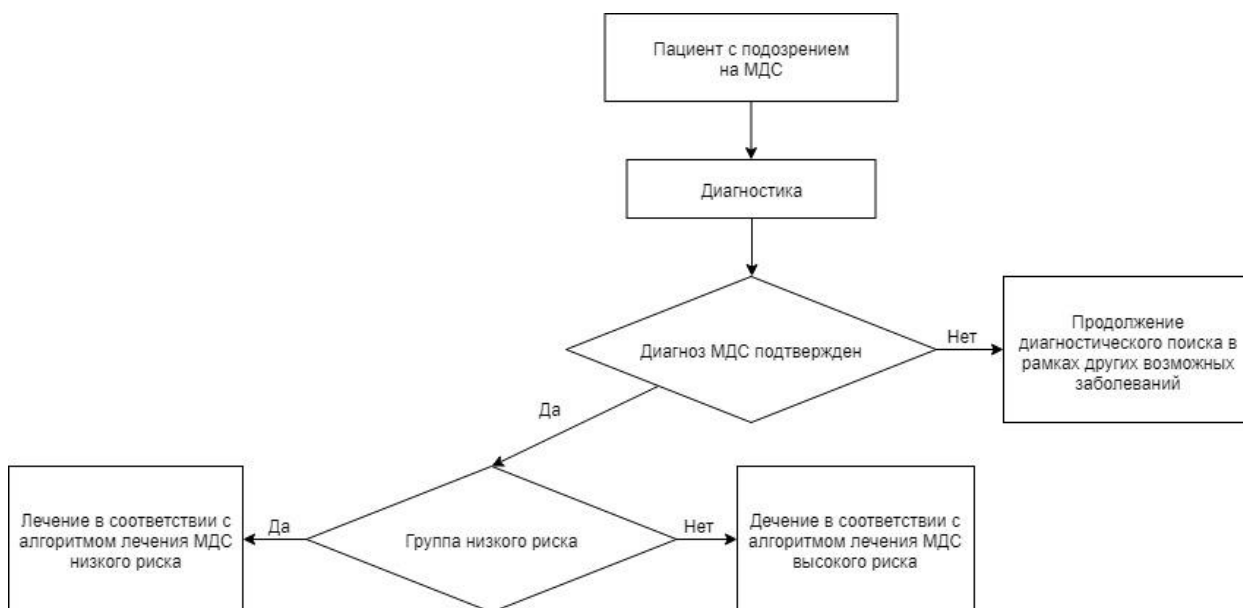 Пациент с подозрением
на МДС
Диагностика
Диагноз МДС подтвержден
Нет
Продолжение
диагностического поиска в
рамках других возможных
заболеваний
Да
Лечение в соответствии с
алгоритмом лечения МДС
низкого риска
Да
Группа низкого риска
Нет
Дечение в соответствии с
алгоритмом лечения МДС
высокого риска